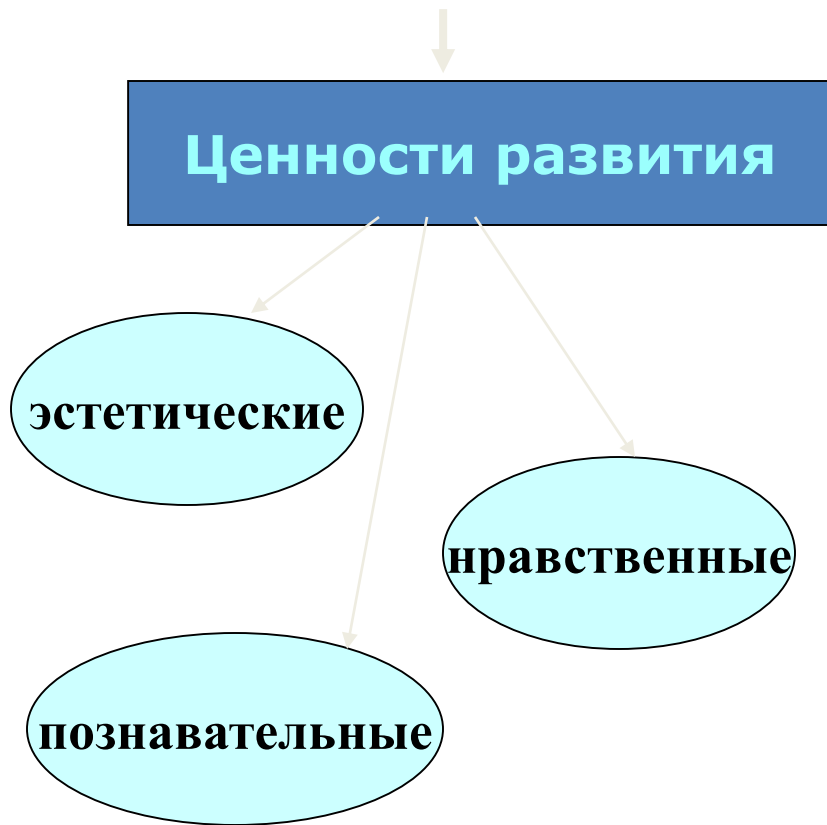 Ценности развития
эстетические
нравственные
познавательные